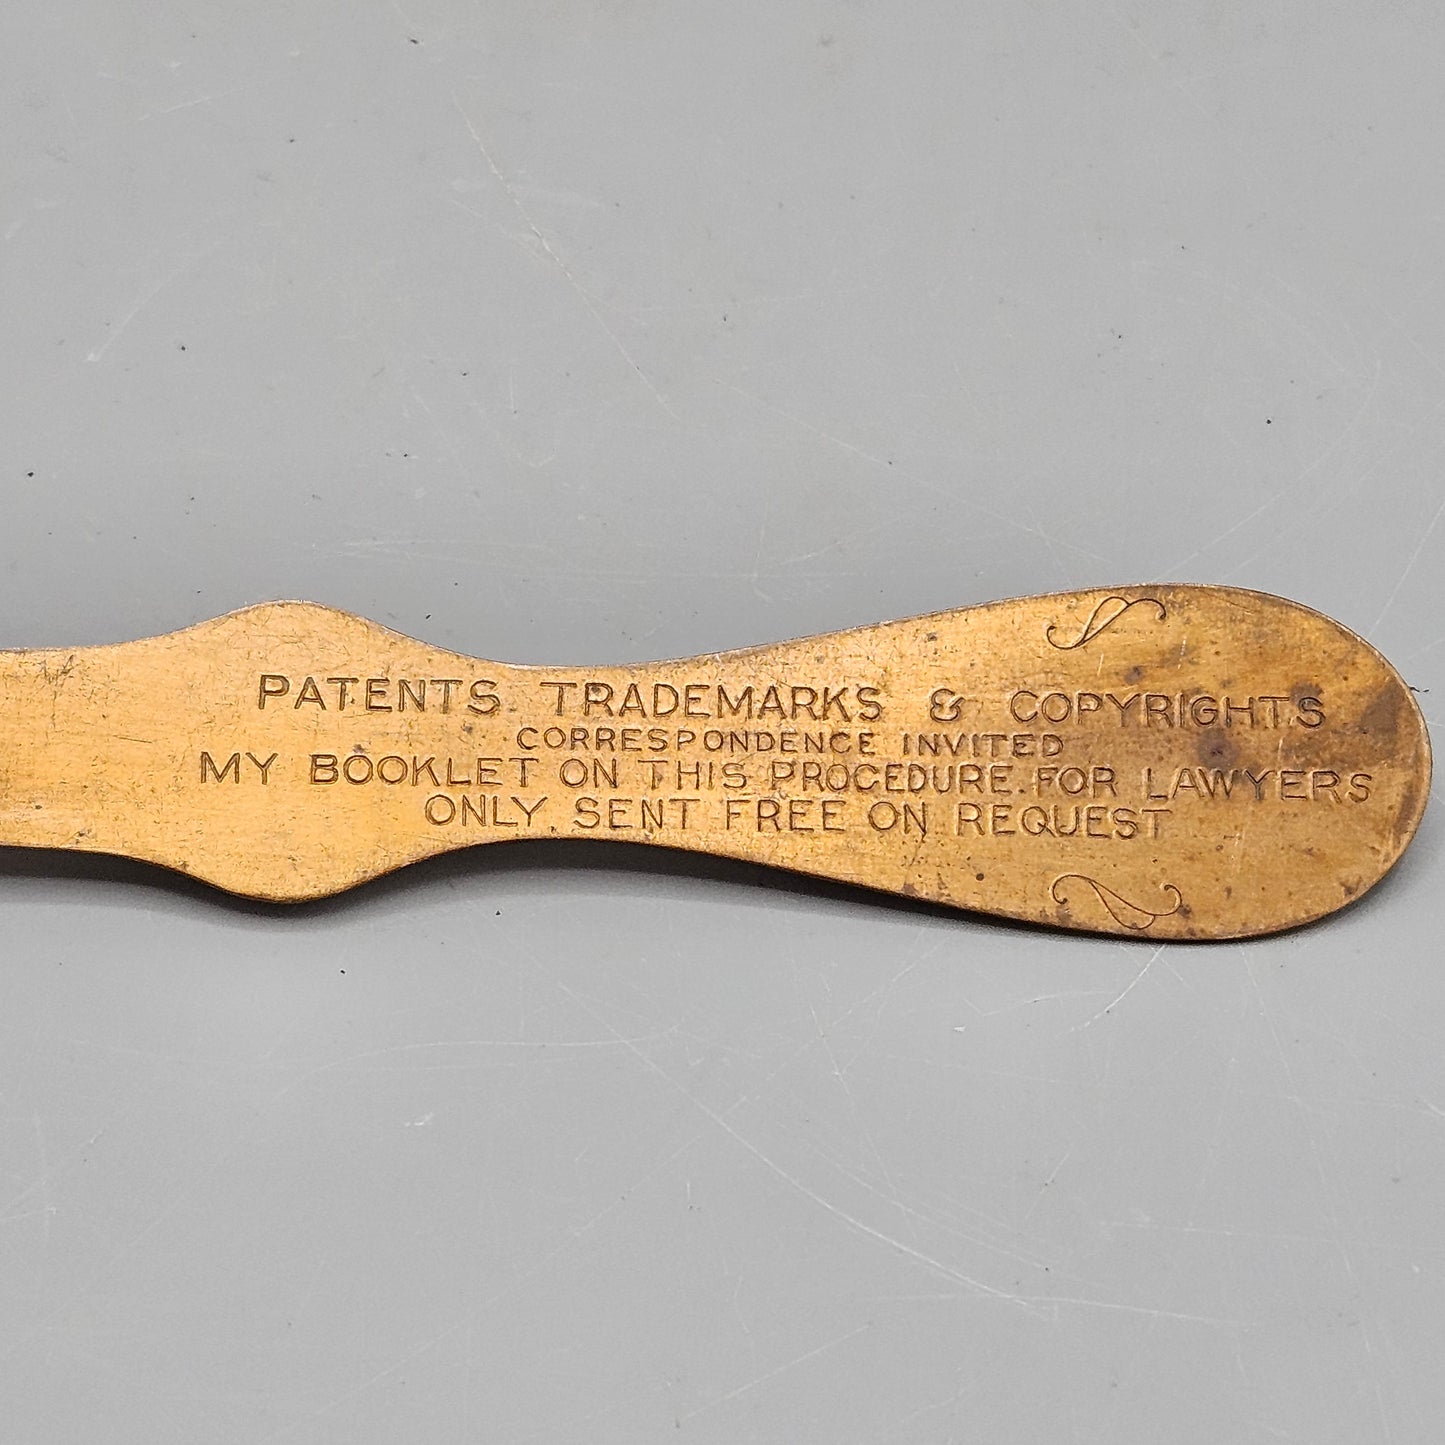 PATENTS. TRADEMARKS & COPYRIGHTS
CORRESPONDENCE INVITED
MY BOOKLET ON THIS PROCEDURE. FOR LAWYERS
ONLY SENT FREE ON REQUEST